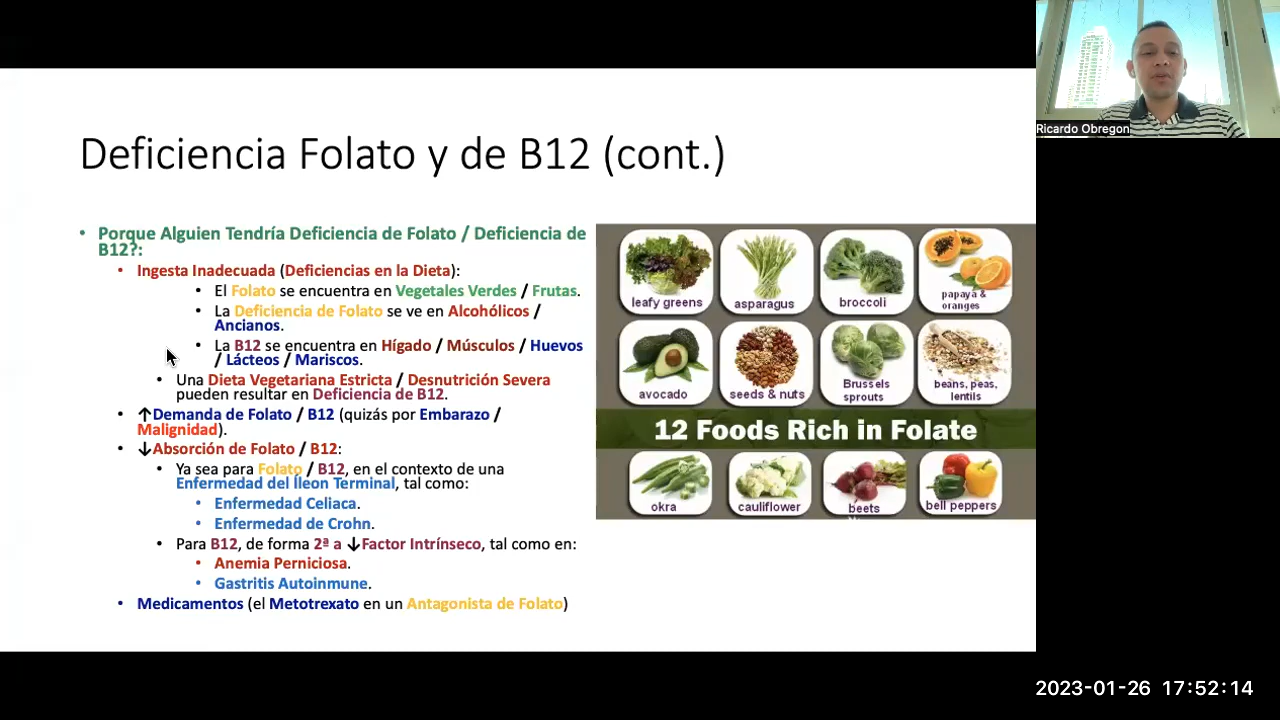 Deficiencia Folato y de B12 (cont.)
• Porque Alguien Tendría Deficiencia de Folato / Deficiencia de
B12?:
• Ingesta Inadecuada (Deficiencias en la Dieta):
• El Folato se encuentra en Vegetales Verdes / Frutas.
• La Deficiencia de Folato se ve en Alcohólicos /
Ancianos.
• La B12 se encuentra en Hígado / Músculos / Huevos
/ Lácteos / Mariscos.
• Una Dieta Vegetariana Estricta / Desnutrición Severa
pueden resultar en Deficiencia de B12.
• ↑Demanda de Folato / B12 (quizás por Embarazo /
Malignidad).
• ↓Absorción de Folato / B12:
• Ya sea para Folato / B12, en el contexto de una
Enfermedad del Íleon Terminal, tal como:
• Enfermedad Celiaca.
• Enfermedad de Crohn.
• Para B12, de forma 2ª a ↓Factor Intrínseco, tal como en:
• Anemia Perniciosa.
• Gastritis Autoinmune.
• Medicamentos (el Metotrexato en un Antagonista de Folato)
leafy greens
asparagus
broccoli
papaya &
oranges
avocado
seeds & nuts
Brussels
sprouts
beans, peas,
lentils
12 Foods Rich in Folate
okra
cauliflower
beets
bell peppers
Ricardo Obregon
2023-01-26 17:52:14